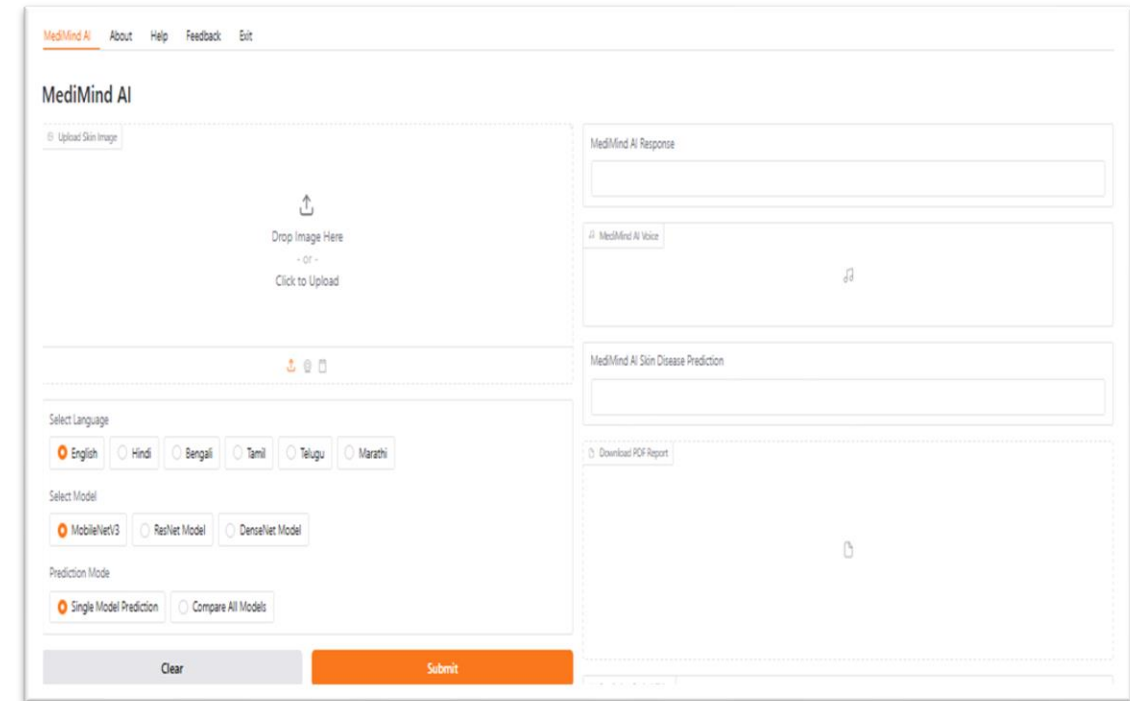 MediMind AI About Help Feedback Exit
MediMind AI
Upload Skin Image
Drop Image Here
- or -
Click to Upload
Select Language
English Hindi Bengali Tamil Telugu Marathi
Select Model
MobileNetV3 ResNet Model DenseNet Model
Prediction Mode
Single Model Prediction Compare All Models
Clear Submit
MediMind AI Response
MediMind AI Voice
MediMind AI Skin Disease Prediction
Download PDF Report